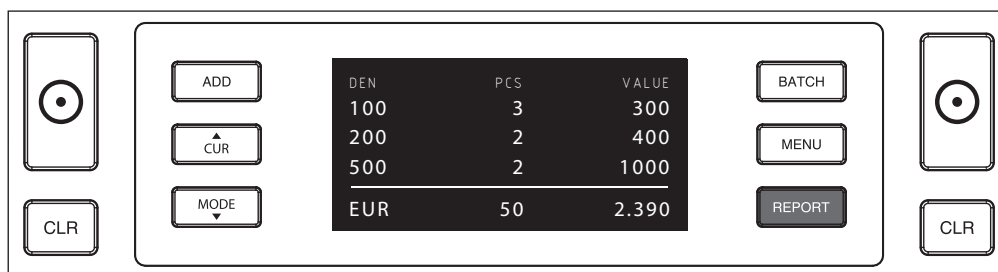 ADD
CUR
MODE
CLR
DEN PCS VALUE
100 3 300
200 2 400
500 2 1000
EUR 50 2.390
BATCH
MENU
REPORT
CLR